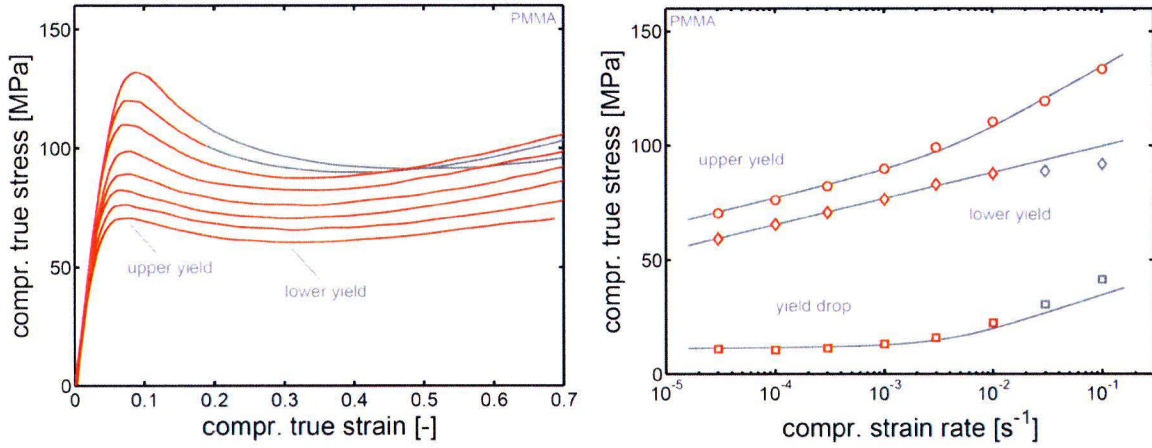 PMMA
150
100
50
0
compr. true stress [MPa]
upper yield
lower yield
0 0.1 0.2 0.3 0.4 0.5 0.6 0.7
compr. true strain [-]
PMMA
150
100
50
0
compr. true stress [MPa]
upper yield
lower yield
yield drop
10⁻⁵ 10⁻⁴ 10⁻³ 10⁻² 10⁻¹
compr. strain rate [s⁻¹]